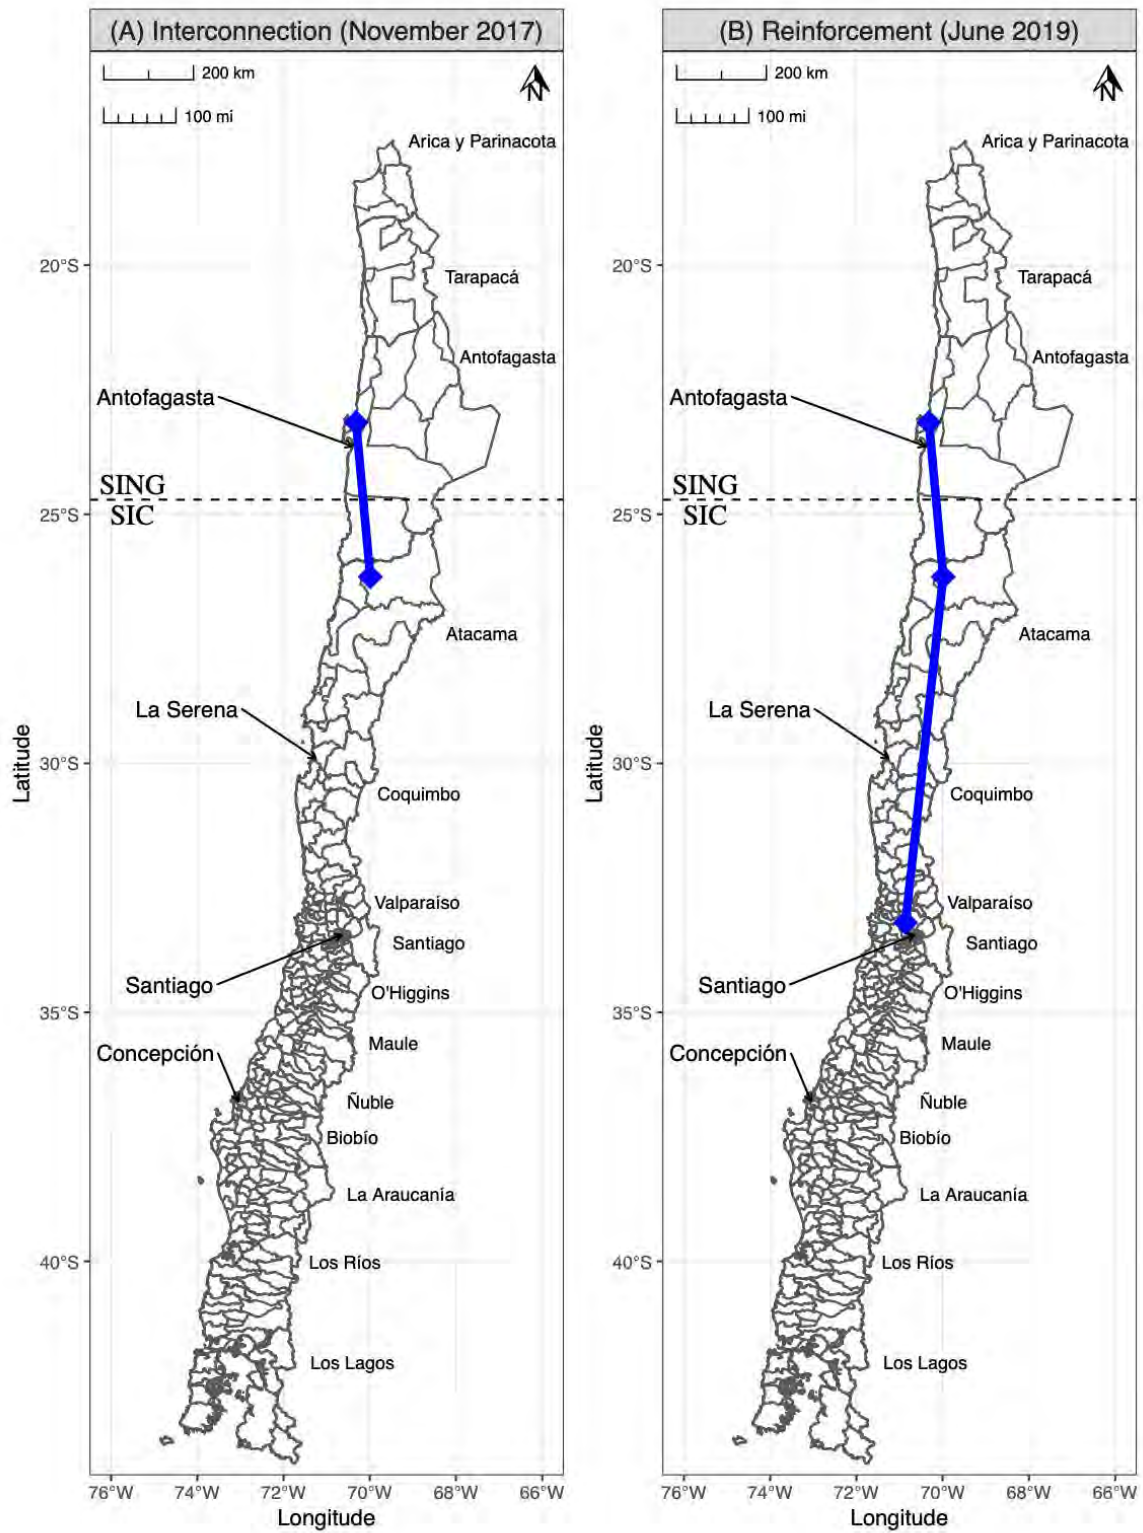 (A) Interconnection (November 2017)
200 km
100 mi
N
Arica y Parinacota
20°S
Tarapacá
Antofagasta
Antofagasta
SING
25°S
SIC
Atacama
La Serena
Latitude
30°S
Coquimbo
Valparaíso
Santiago
Santiago
O'Higgins
35°S
Maule
Concepción
Ñuble
Biobío
La Araucanía
40°S
Los Ríos
Los Lagos
76°W 74°W 72°W 70°W 68°W 66°W
Longitude
(B) Reinforcement (June 2019)
200 km
100 mi
N
Arica y Parinacota
20°S
Tarapacá
Antofagasta
Antofagasta
SING
25°S
SIC
Atacama
La Serena
Latitude
30°S
Coquimbo
Valparaíso
Santiago
Santiago
O'Higgins
35°S
Maule
Concepción
Ñuble
Biobío
La Araucanía
40°S
Los Ríos
Los Lagos
76°W 74°W 72°W 70°W 68°W 66°W
Longitude